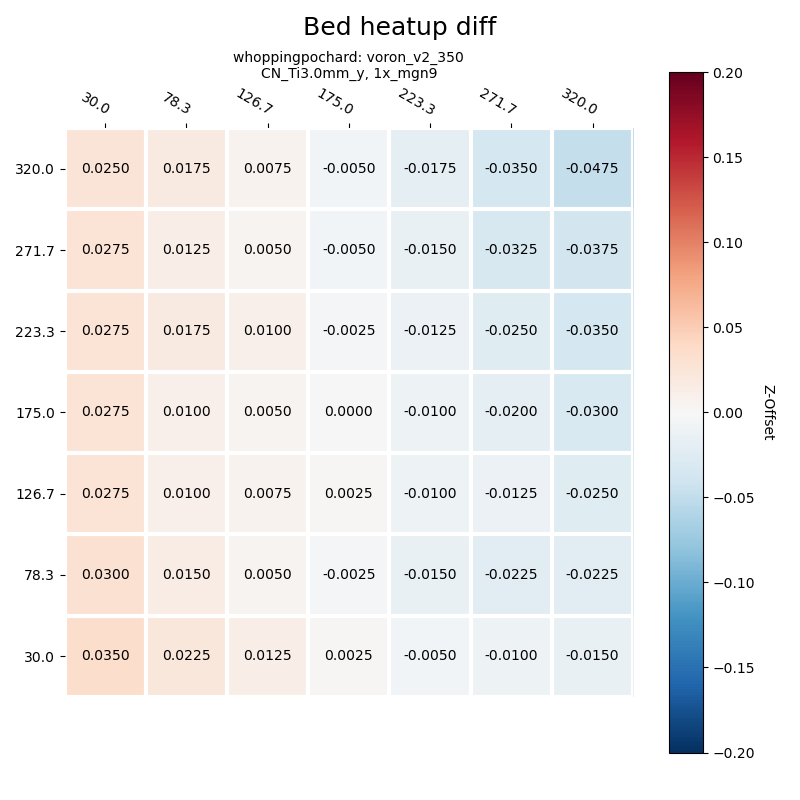 Bed heatup diff
whoppingpochard: voron_v2_350
CN_Ti3.0mm_y, 1x_mgn9
30.0 78.3 126.7 175.0 223.3 271.7 320.0
320.0 0.0250 0.0175 0.0075 -0.0050 -0.0175 -0.0350 -0.0475
271.7 0.0275 0.0125 0.0050 -0.0050 -0.0150 -0.0325 -0.0375
223.3 0.0275 0.0175 0.0100 -0.0025 -0.0125 -0.0250 -0.0350
175.0 0.0275 0.0100 0.0050 0.0000 -0.0100 -0.0200 -0.0300
126.7 0.0275 0.0100 0.0075 0.0025 -0.0100 -0.0125 -0.0250
78.3 0.0300 0.0150 0.0050 -0.0025 -0.0150 -0.0225 -0.0225
30.0 0.0350 0.0225 0.0125 0.0025 -0.0050 -0.0100 -0.0150
0.20
0.15
0.10
0.05
0.00
−0.05
−0.10
−0.15
−0.20
Z-Offset